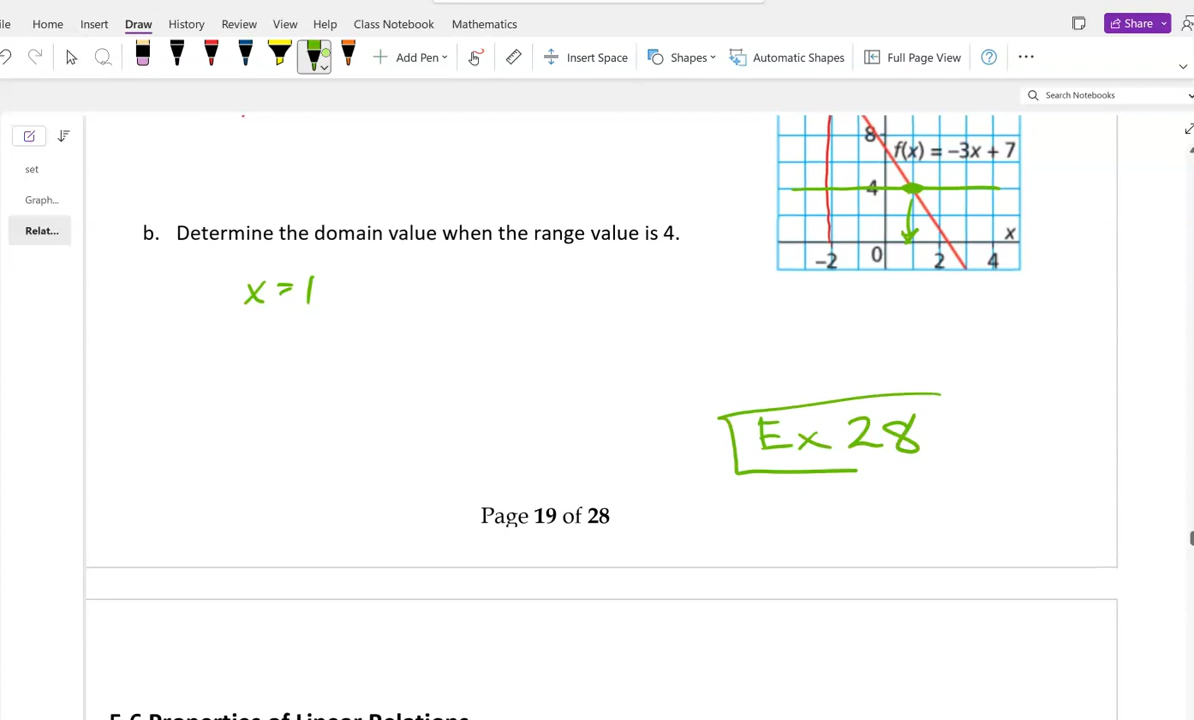 ile Home Insert Draw History Review View Help Class Notebook Mathematics Share
Add Pen Insert Space Shapes Automatic Shapes Full Page View
Search Notebooks
set
Graph...
Relat...
8
f(x) = −3x + 7
4
x
−2 0 2 4
b. Determine the domain value when the range value is 4.
x = 1
Ex 28
Page 19 of 28
5.6 Properties of Linear Relations